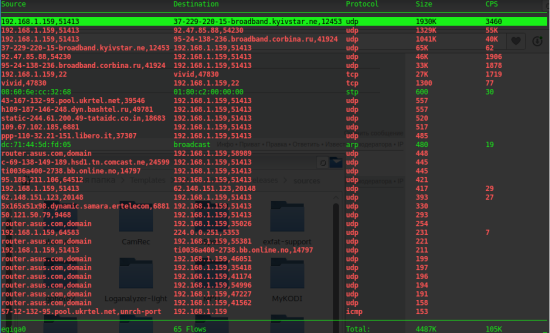 Source Destination Protocol Size CPS
192.168.1.159,51413 37-229-220-15-broadband.kyivstar.ne,12453 udp 1930K 3460
192.168.1.159,51413 92.47.85.88,54230 udp 1329K 55K
192.168.1.159,51413 95-24-138-236.broadband.corbina.ru,41924 udp 1041K 40K
37-229-220-15-broadband.kyivstar.ne,12453 192.168.1.159,51413 udp 65K 62
92.47.85.88,54230 192.168.1.159,51413 udp 46K 1906
95-24-138-236.broadband.corbina.ru,41924 192.168.1.159,51413 udp 33K 1878
192.168.1.159,22 vivid,47830 tcp 27K 1719
vivid,47830 192.168.1.159,22 tcp 1300 77
00:60:6e:cc:32:68 01:80:c2:00:00:00 stp 600 30
43-167-132-95.pool.ukrtel.net,39546 192.168.1.159,51413 udp 557
h109-187-146-248.dyn.bashtel.ru,49781 192.168.1.159,51413 udp 557
static-244.61.200.49-tataidc.co.in,18683 192.168.1.159,51413 udp 520
109.67.102.185,6881 192.168.1.159,51413 udp 517
ppp-110-32.21-151.libero.it,37307 192.168.1.159,51413 udp 485
dc:71:44:5d:fd:05 broadcast arp 480 19
router.asus.com,domain 192.168.1.159,58989 udp 448
c-69-138-149-189.hsd1.tn.comcast.ne,24599 192.168.1.159,51413 udp 445
ti0036a400-2738.bb.online.no,14797 192.168.1.159,51413 udp 445
95.188.211.106,64512 192.168.1.159,51413 udp 421
192.168.1.159,51413 62.148.151.123,20148 udp 417 29
62.148.151.123,20148 192.168.1.159,51413 udp 393 27
5x165x51x98.dynamic.samara.ertelecom,6881 192.168.1.159,51413 udp 330
50.121.50.79,9468 192.168.1.159,51413 udp 293
router.asus.com,domain 192.168.1.159,35026 udp 254
192.168.1.159,64583 224.0.0.251,5353 udp 231 7
router.asus.com,domain 192.168.1.159,55381 udp 221
192.168.1.159,51413 ti0036a400-2738.bb.online.no,14797 udp 211
router.asus.com,domain 192.168.1.159,46051 udp 199
router.asus.com,domain 192.168.1.159,35418 udp 197
router.asus.com,domain 192.168.1.159,41174 udp 196
router.asus.com,domain 192.168.1.159,54996 udp 194
router.asus.com,domain 192.168.1.159,47227 udp 191
router.asus.com,domain 192.168.1.159,41562 udp 158
57-12-132-95.pool.ukrtel.net,unrch-port 192.168.1.159 icmp 153
CamRec exfat-support
Loganalyzer-light MyKODI
egiga0 65 Flows Total: 4487K 105K